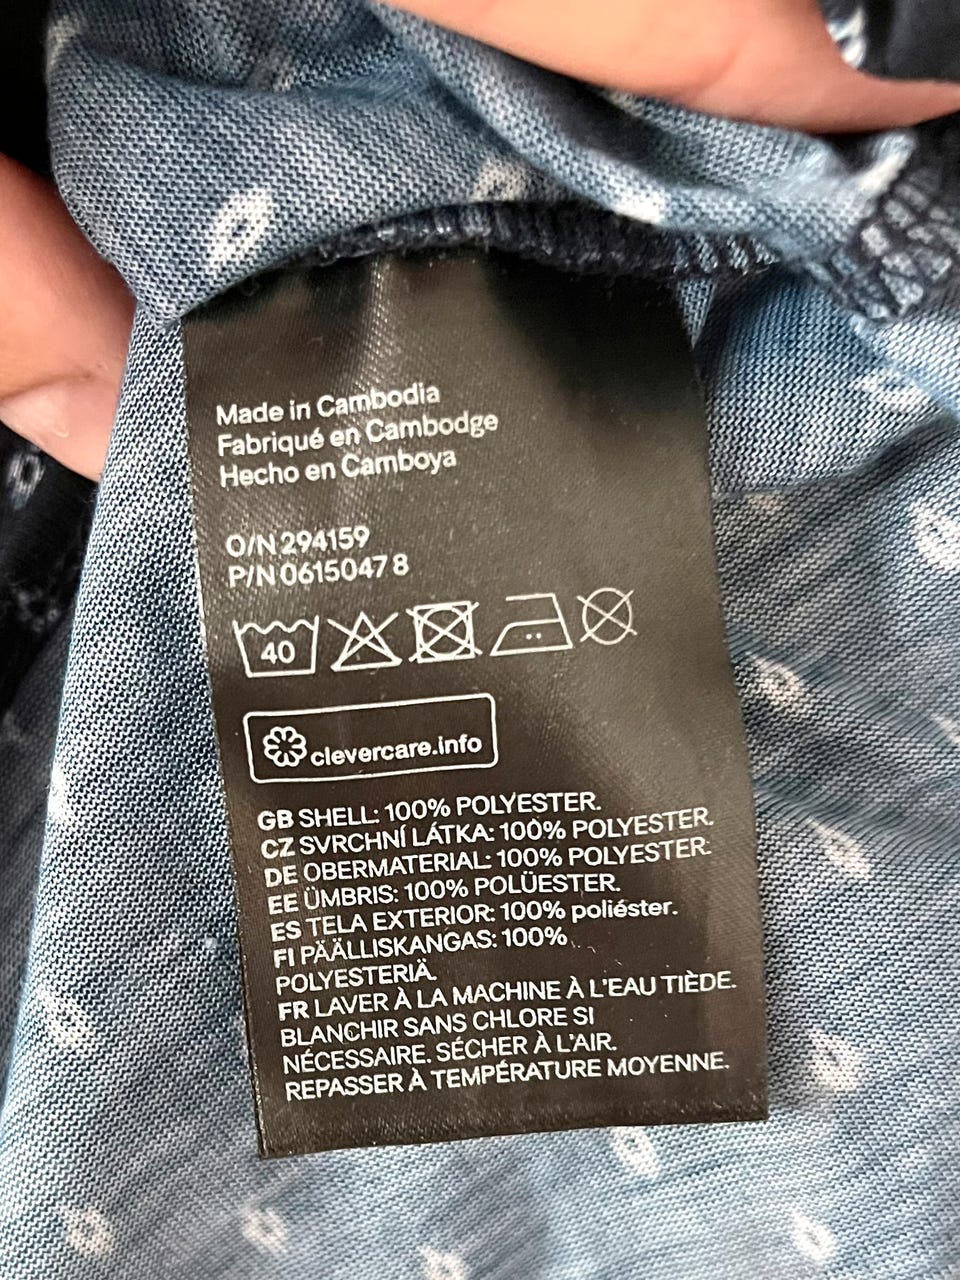 Made in Cambodia
Fabriqué en Cambodge
Hecho en Camboya
O/N 294159
P/N 0615047 8
40
clevercare.info
GB SHELL: 100% POLYESTER.
CZ SVRCHNÍ LÁTKA: 100% POLYESTER.
DE OBERMATERIAL: 100% POLYESTER.
EE ÜMBRIS: 100% POLÜESTER.
ES TELA EXTERIOR: 100% poliéster.
FI PÄÄLLISKANGAS: 100%
POLYESTERIÄ.
FR LAVER À LA MACHINE À L'EAU TIÈDE.
BLANCHIR SANS CHLORE SI
NÉCESSAIRE. SÉCHER À L'AIR.
REPASSER À TEMPÉRATURE MOYENNE.